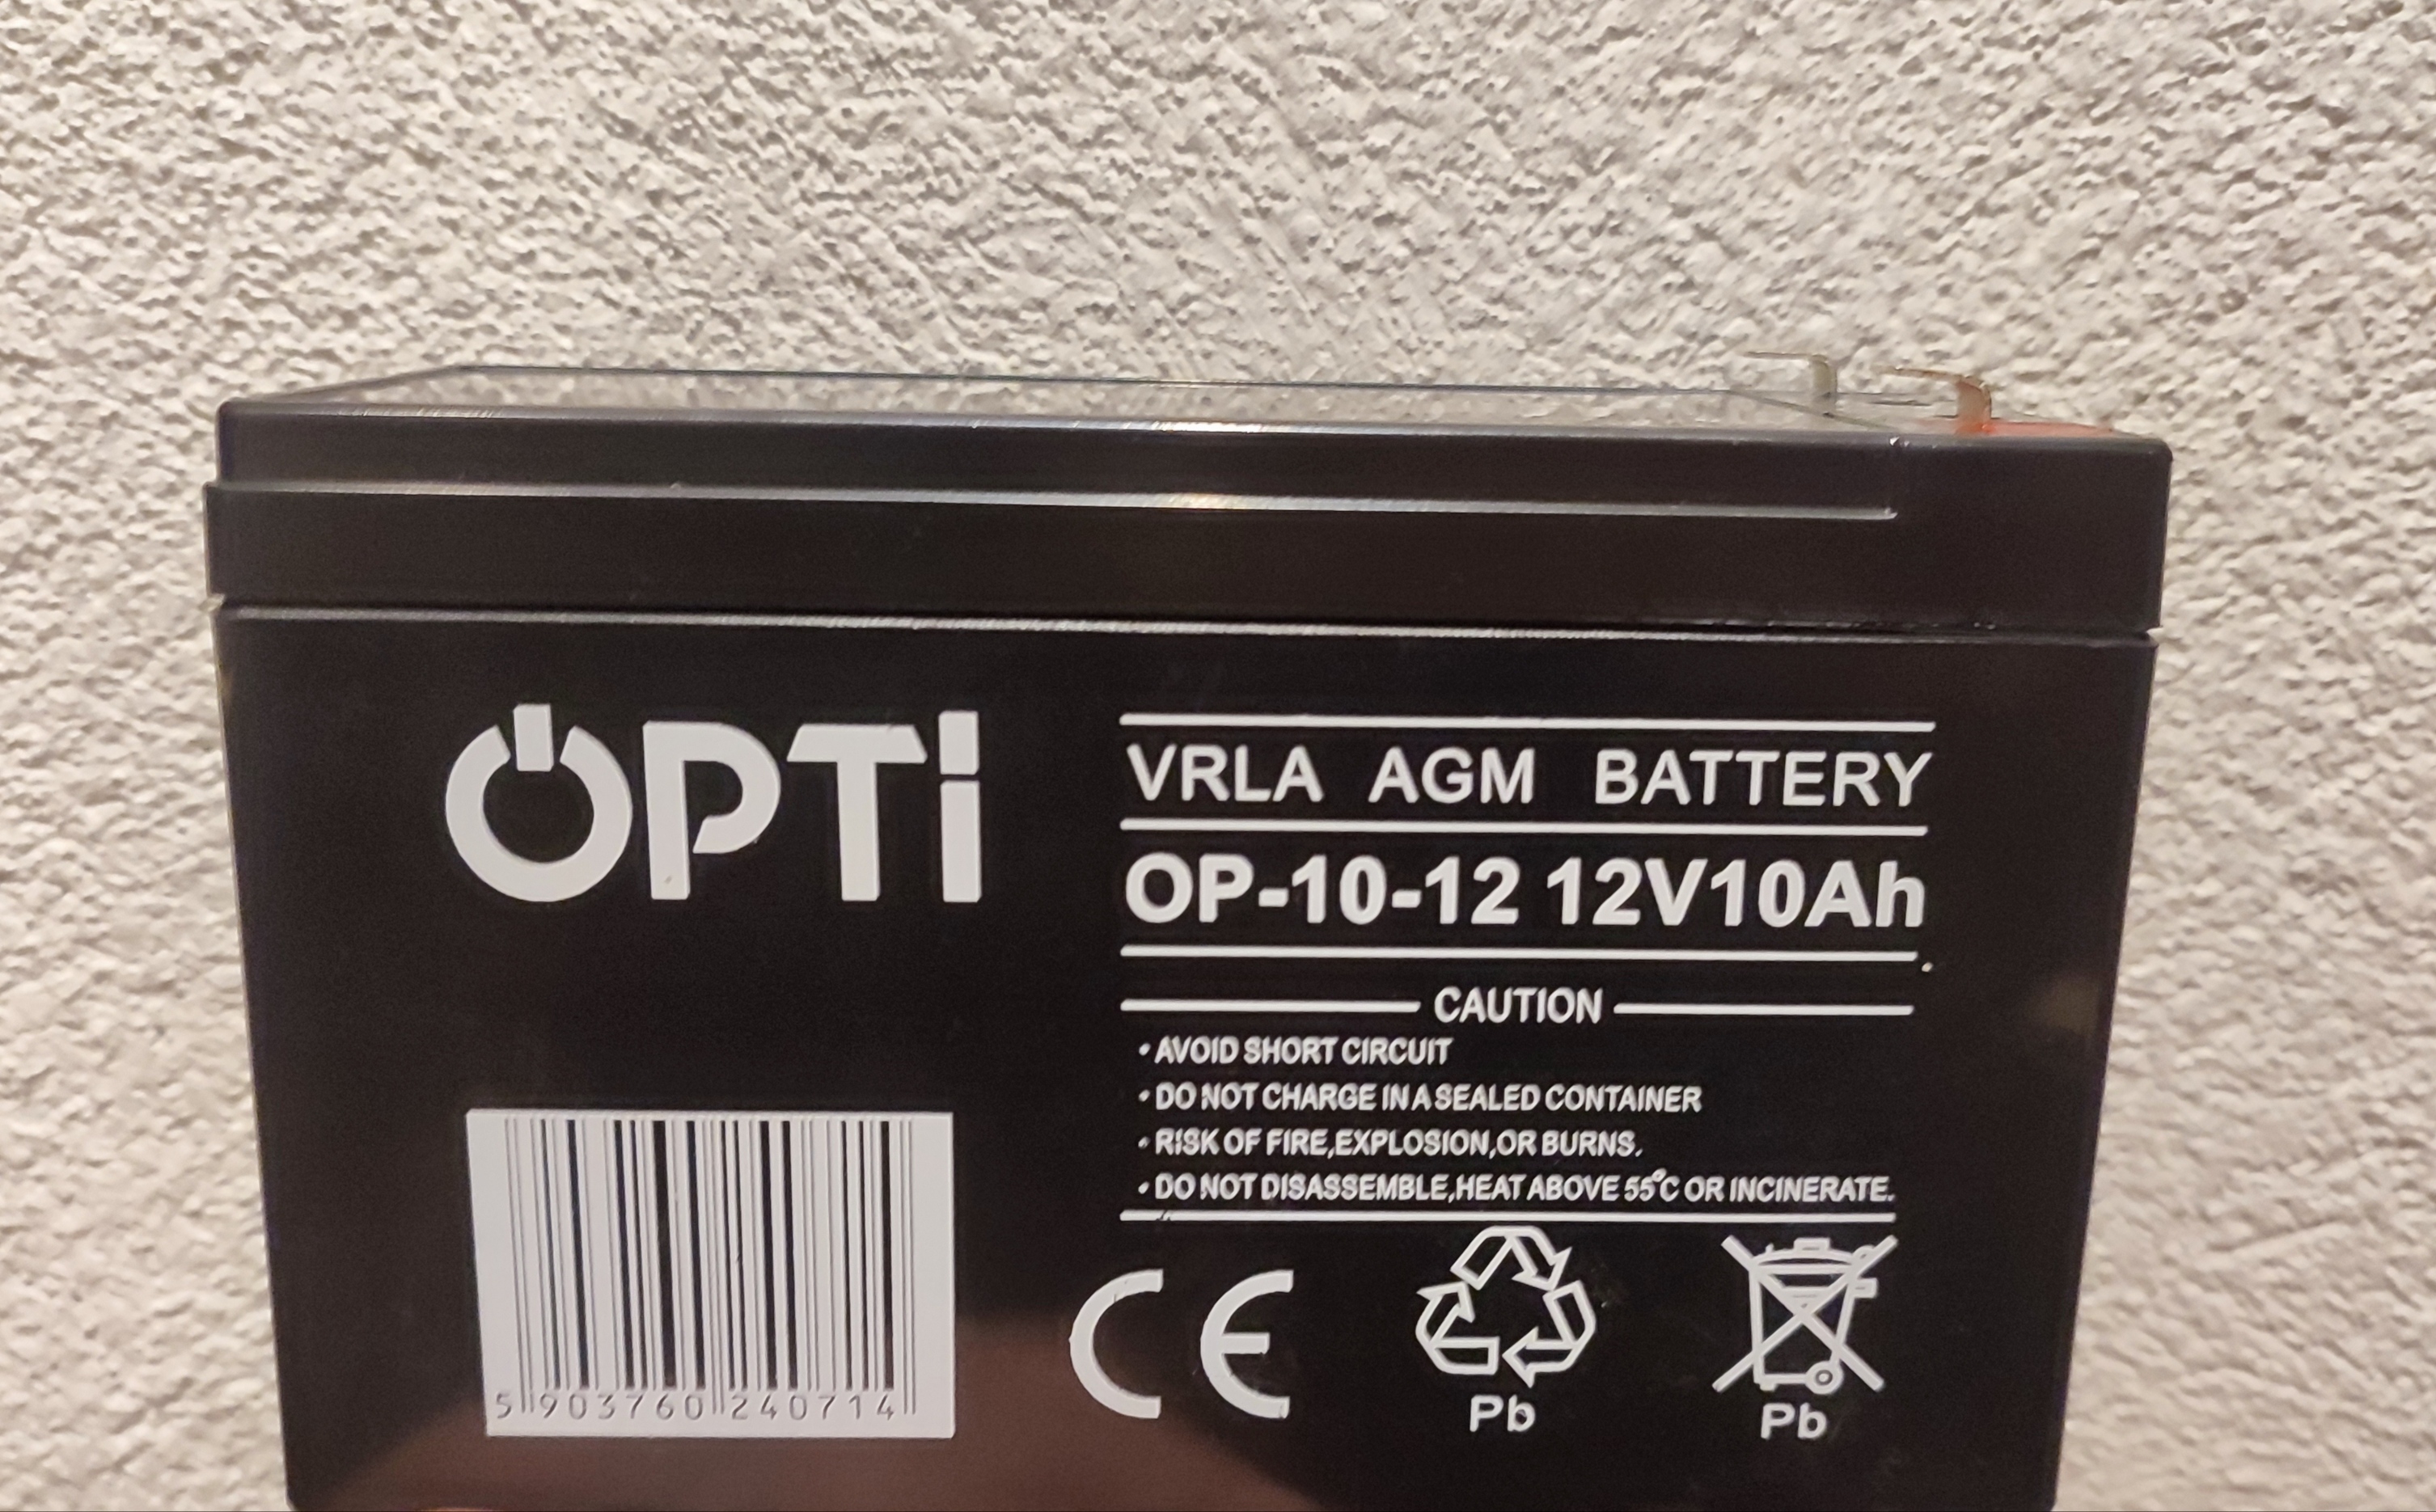 OPTi
VRLA AGM BATTERY
OP-10-12 12V10Ah
CAUTION
• AVOID SHORT CIRCUIT
• DO NOT CHARGE IN A SEALED CONTAINER
• RISK OF FIRE,EXPLOSION,OR BURNS.
• DO NOT DISASSEMBLE,HEAT ABOVE 55°C OR INCINERATE.
5 903760 240714
CE
Pb
Pb